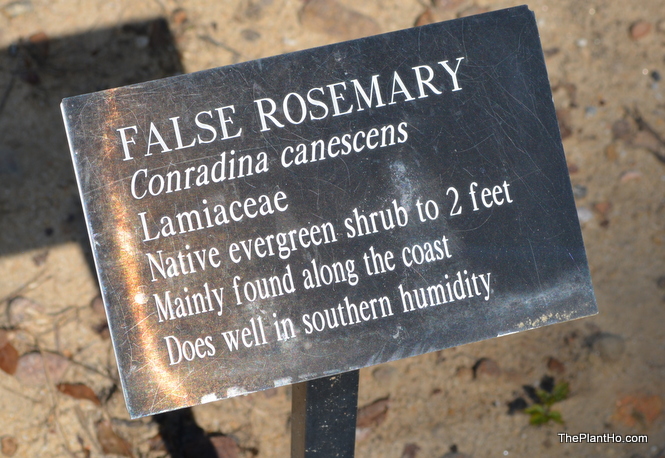 FALSE ROSEMARY
Conradina canescens
Lamiaceae
Native evergreen shrub to 2 feet
Mainly found along the coast
Does well in southern humidity
ThePlantHo.com